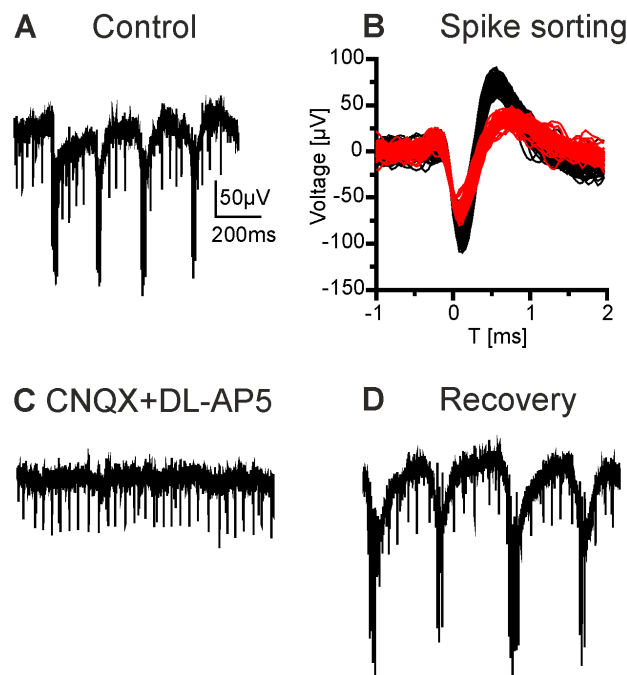 A Control
B Spike sorting
50µV
200ms
100
50
0
-50
-100
-150
Voltage [µV]
-1 0 1 2
T [ms]
C CNQX+DL-AP5
D Recovery